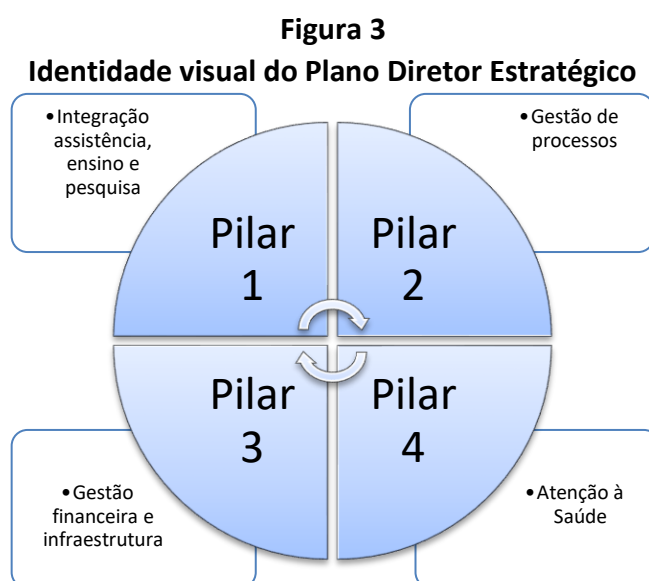 Figura 3
Identidade visual do Plano Diretor Estratégico
•Integração
assistência,
ensino e
pesquisa
•Gestão de
processos
Pilar
1
Pilar
2
Pilar
3
Pilar
4
•Gestão
financeira e
infraestrutura
•Atenção à
Saúde